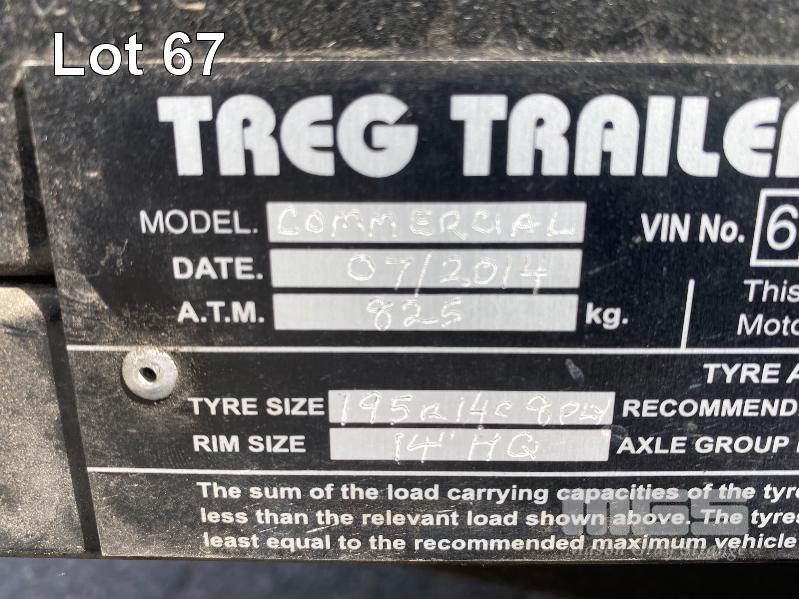 Lot 67
TREG TRAILE
MODEL. COMMERCIAL VIN No. 6
DATE. 07/2014
A.T.M. 825 kg.
This
Moto
TYRE A
TYRE SIZE 195R14C 8PLY RECOMMEND
RIM SIZE 14" HQ AXLE GROUP
The sum of the load carrying capacities of the tyre
less than the relevant load shown above. The tyres
least equal to the recommended maximum vehicle